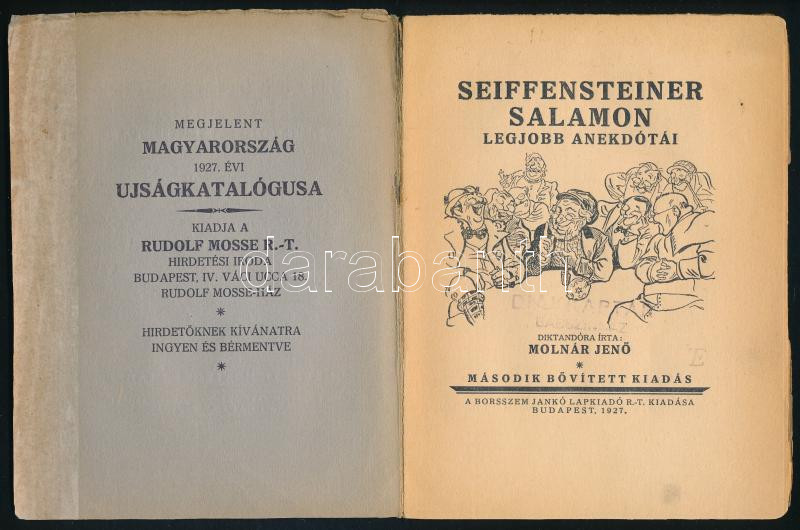 MEGJELENT
MAGYARORSZÁG
1927. ÉVI
UJSÁGKATALÓGUSA
KIADJA A
RUDOLF MOSSE R.-T.
HIRDETÉSI IRODA
BUDAPEST, IV. VÁCI UCCA 18.
RUDOLF MOSSE-HÁZ
*
HIRDETŐKNEK KÍVÁNATRA
INGYEN ÉS BÉRMENTVE
*
SEIFFENSTEINER
SALAMON
LEGJOBB ANEKDÓTÁI
DIKTANDÓRA ÍRTA:
MOLNÁR JENŐ
*
MÁSODIK BŐVÍTETT KIADÁS
A BORSSZEM JANKÓ LAPKIADÓ R.-T. KIADÁSA
BUDAPEST, 1927.
E
darabanth.com